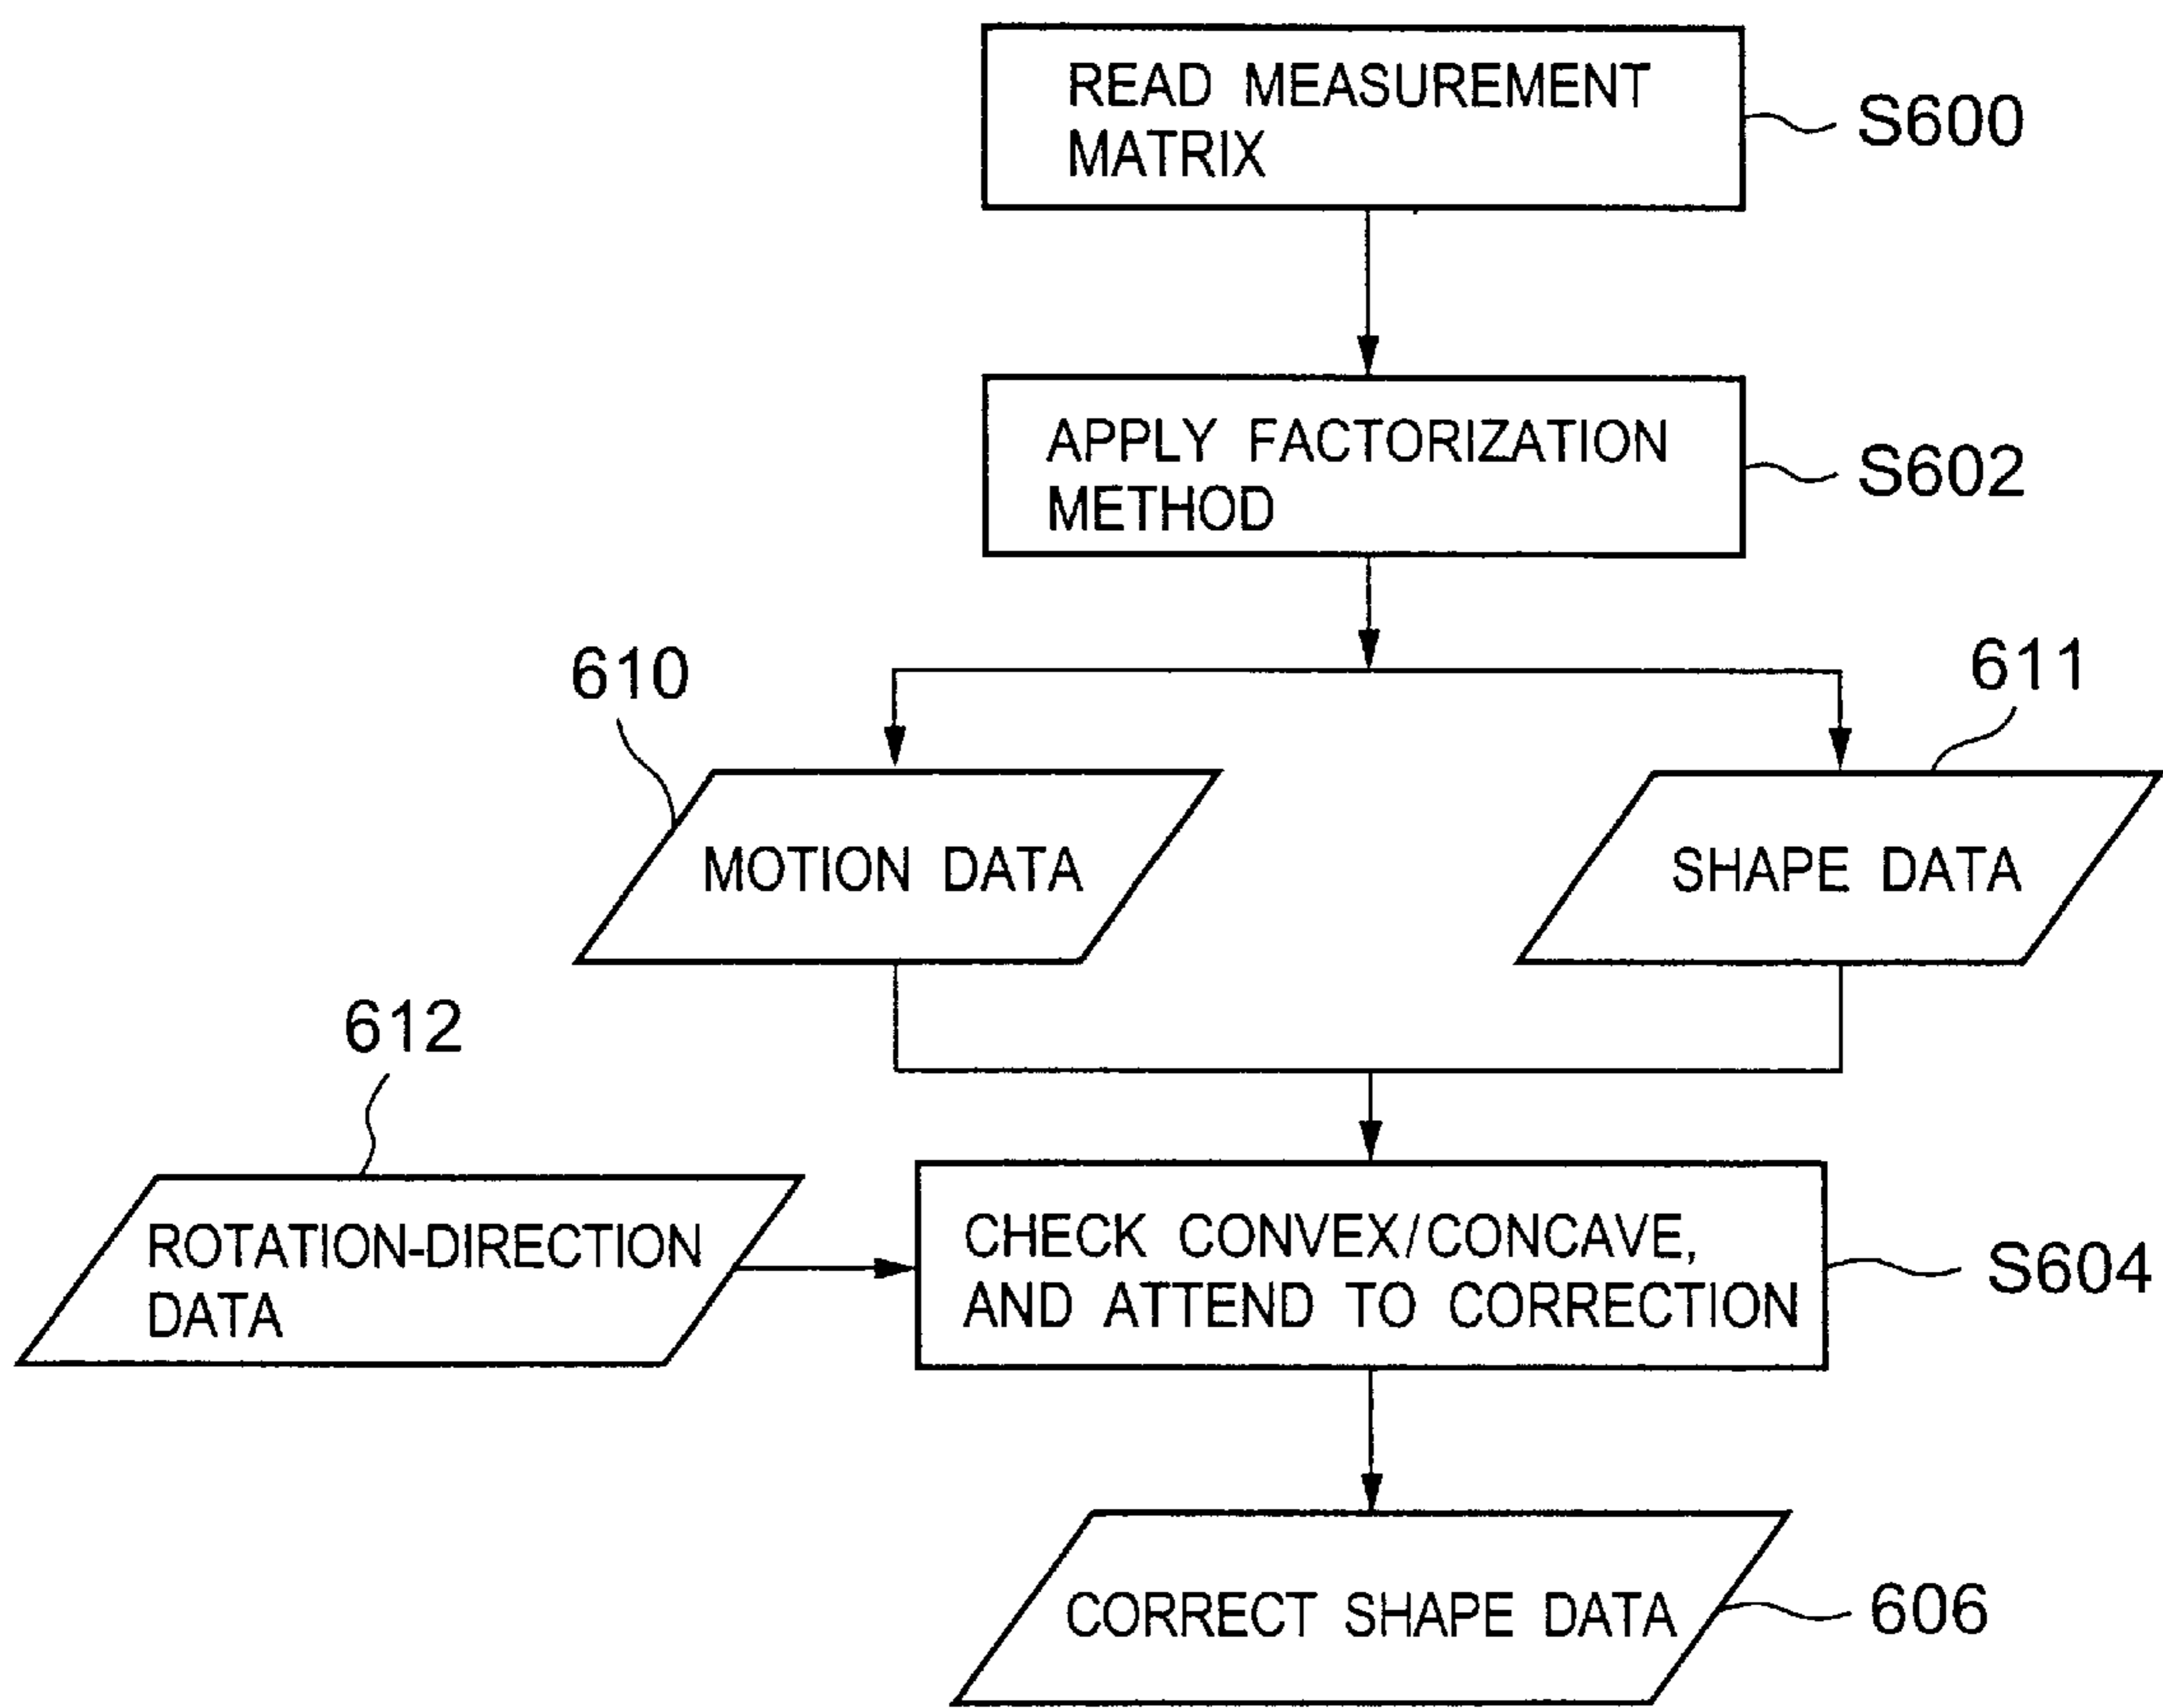 READ MEASUREMENT
MATRIX
S600
APPLY FACTORIZATION
METHOD
S602
610
611
MOTION DATA
SHAPE DATA
612
ROTATION-DIRECTION
DATA
CHECK CONVEX/CONCAVE,
AND ATTEND TO CORRECTION
S604
CORRECT SHAPE DATA
606